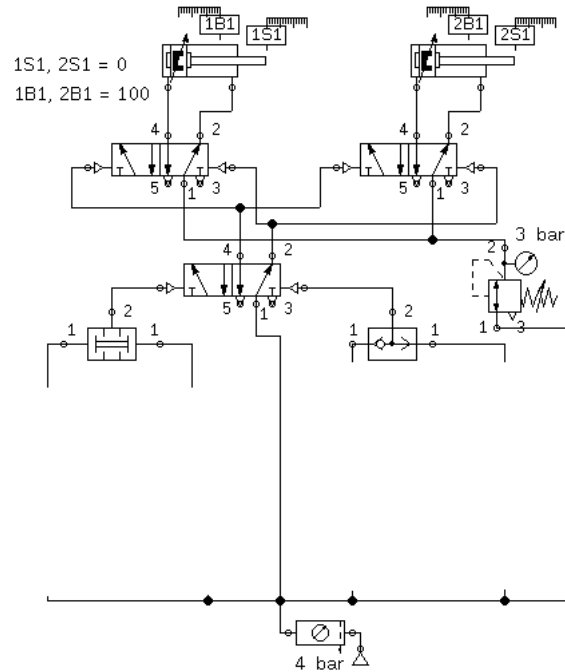 1B1 2B1
1S1 2S1
1S1, 2S1 = 0
1B1, 2B1 = 100
4 2 4 2
5 1 3 5 1 3
3 bar
4 2 2
5 1 3
2 2
1 1 1 1 1 3
4 bar